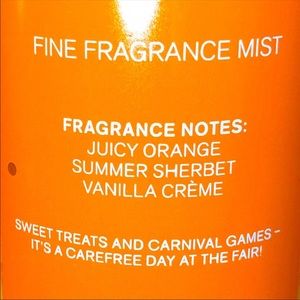 FINE FRAGRANCE MIST
FRAGRANCE NOTES:
JUICY ORANGE
SUMMER SHERBET
VANILLA CRÈME
SWEET TREATS AND CARNIVAL GAMES –
IT'S A CAREFREE DAY AT THE FAIR!